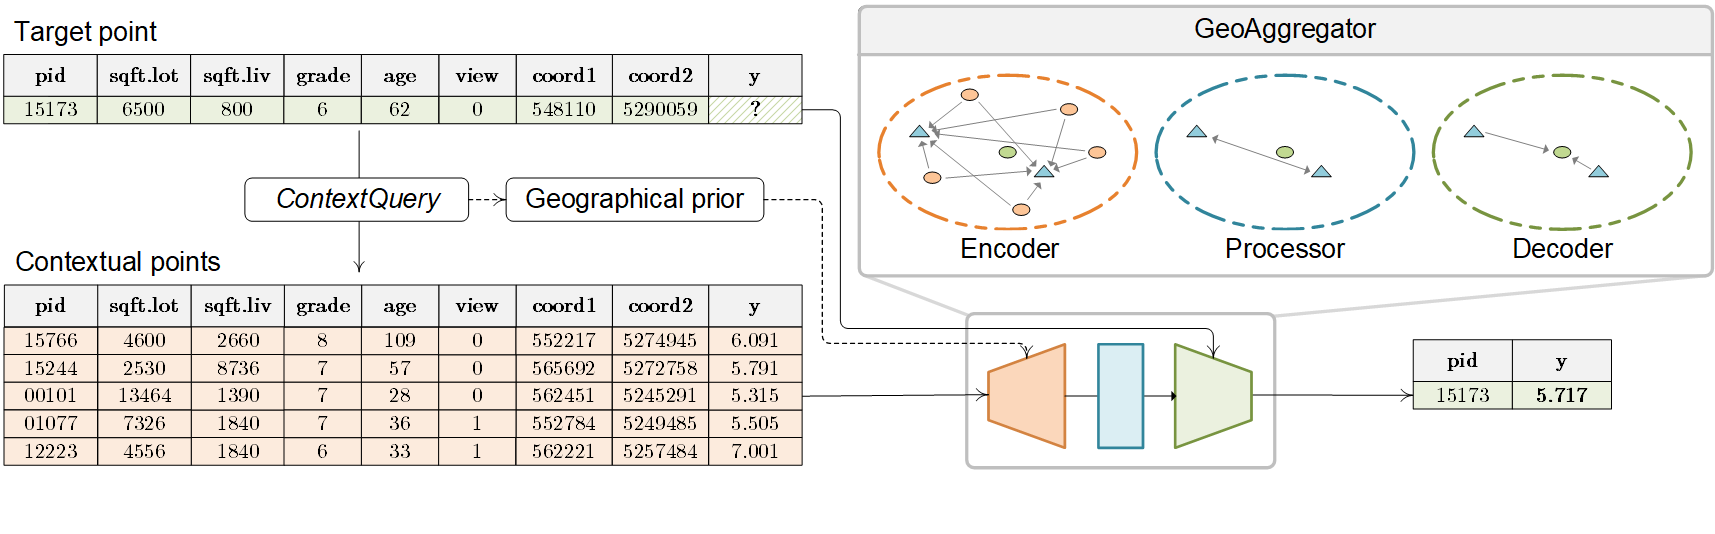 Target point
pid sqft.lot sqft.liv grade age view coord1 coord2 y
15173 6500 800 6 62 0 548110 5290059 ?
ContextQuery
Geographical prior
Contextual points
pid sqft.lot sqft.liv grade age view coord1 coord2 y
15766 4600 2660 8 109 0 552217 5274945 6.091
15244 2530 8736 7 57 0 565692 5272758 5.791
00101 13464 1390 7 28 0 562451 5245291 5.315
01077 7326 1840 7 36 1 552784 5249485 5.505
12223 4556 1840 6 33 1 562221 5257484 7.001
GeoAggregator
Encoder
Processor
Decoder
pid y
15173 5.717